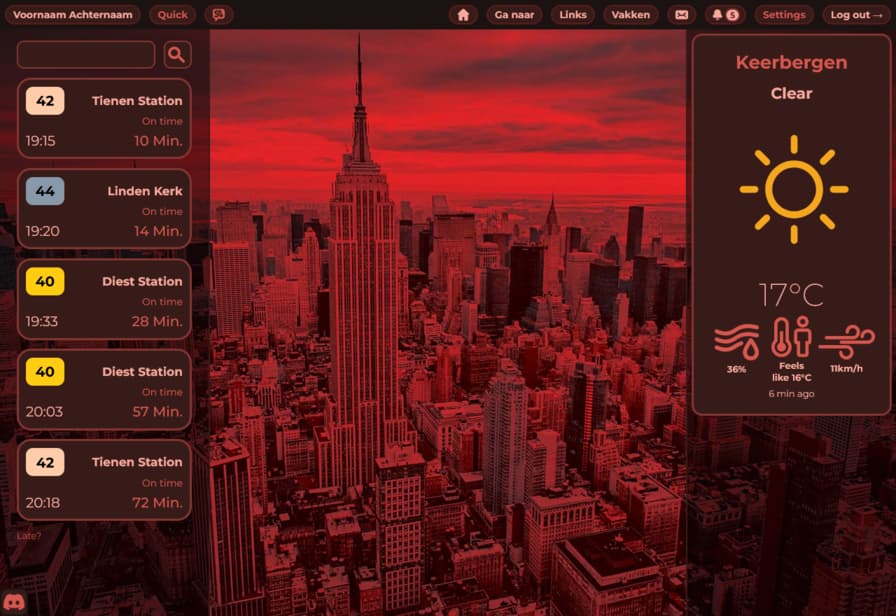 Voornaam Achternaam
Quick
Ga naar
Links
Vakken
5
Settings
Log out →
42
Tienen Station
On time
19:15
10 Min.
44
Linden Kerk
On time
19:20
14 Min.
40
Diest Station
On time
19:33
28 Min.
40
Diest Station
On time
20:03
57 Min.
42
Tienen Station
On time
20:18
72 Min.
Late?
Keerbergen
Clear
17°C
36%
Feels
like 16°C
11km/h
6 min ago